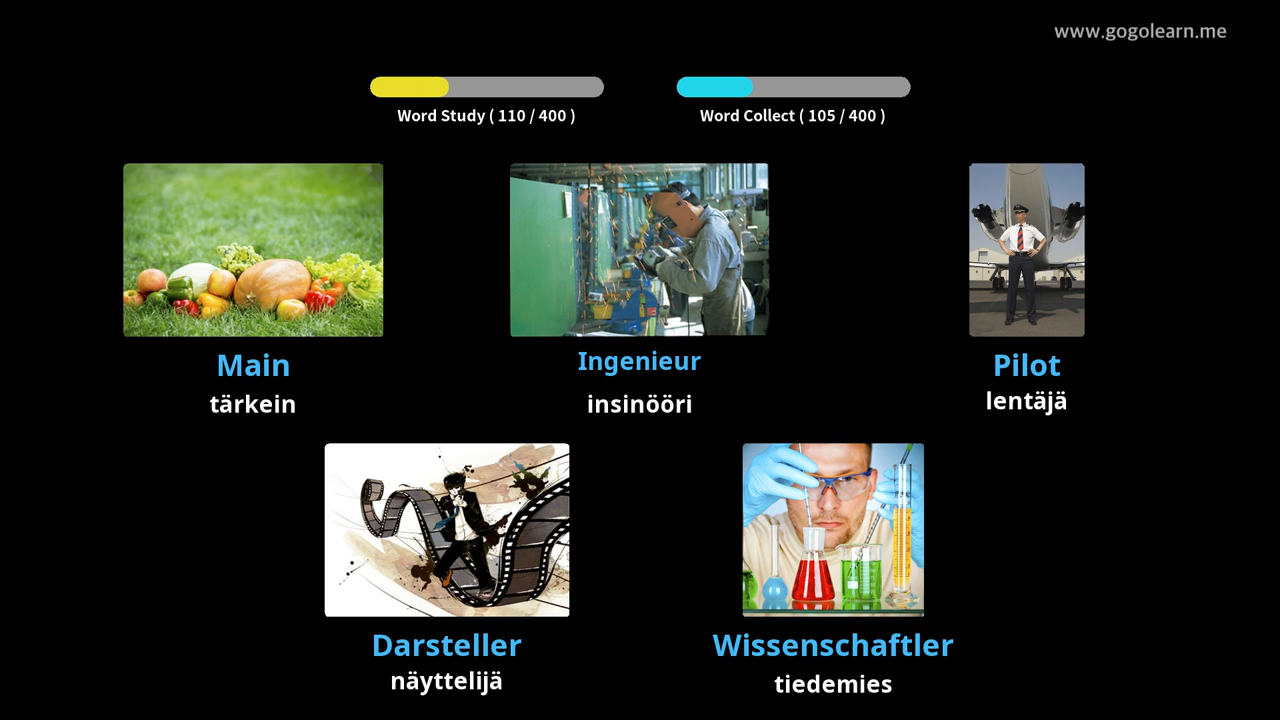 www.gogolearn.me
Word Study ( 110 / 400 )
Word Collect ( 105 / 400 )
Main
Ingenieur
Pilot
tärkein
insinööri
lentäjä
Darsteller
Wissenschaftler
näyttelijä
tiedemies